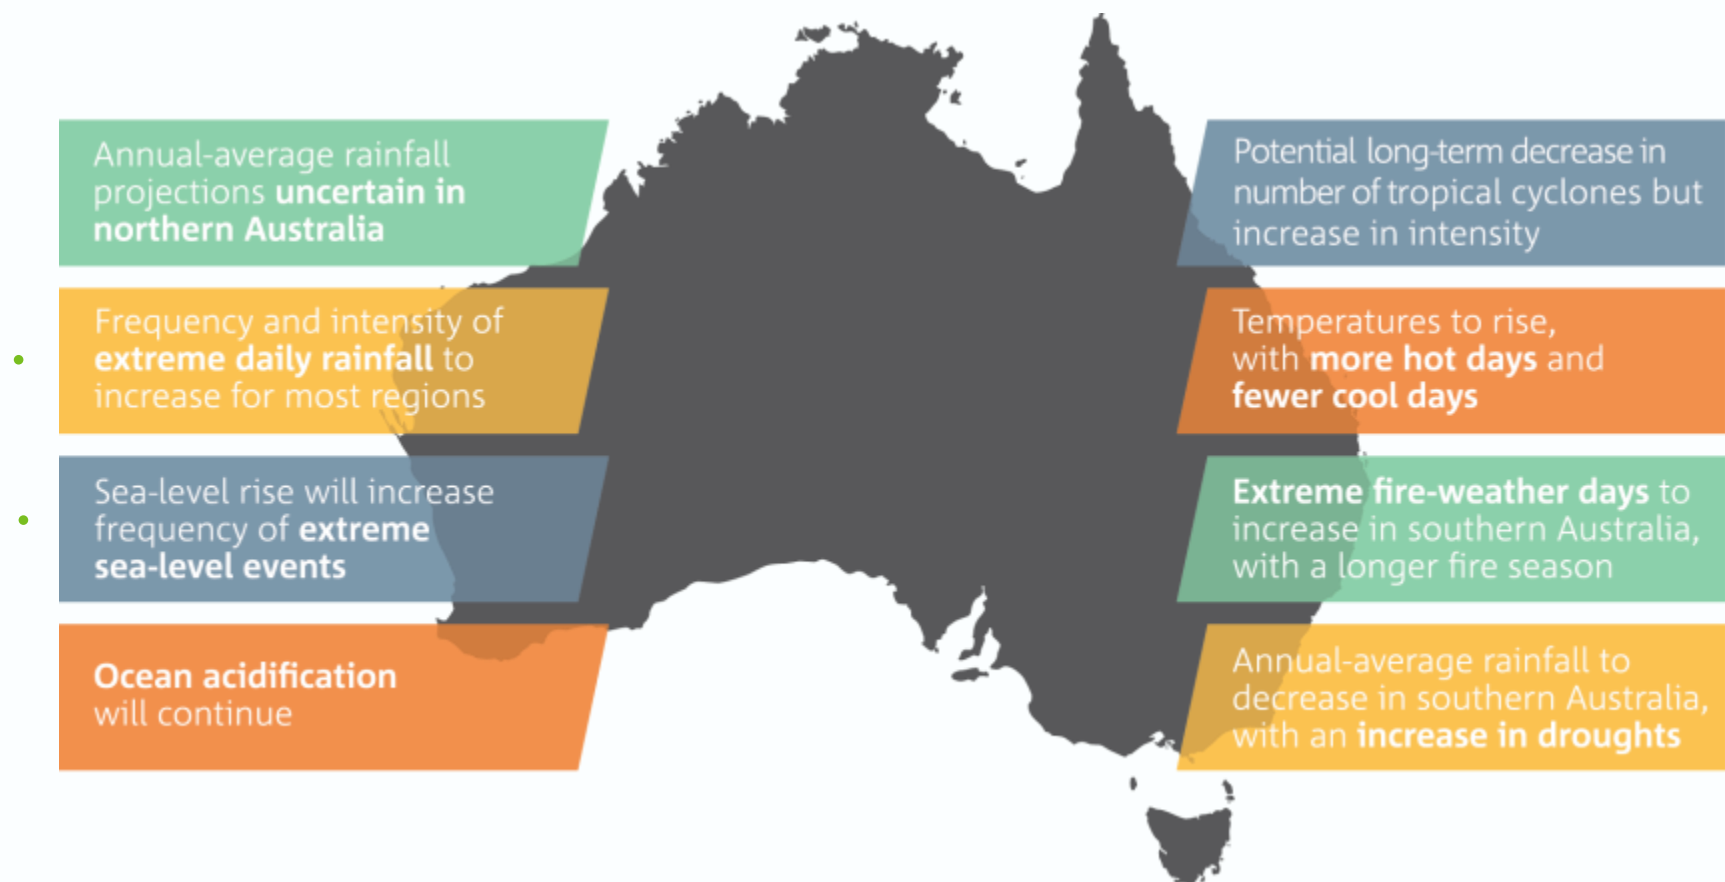 Annual-average rainfall
projections uncertain in
northern Australia
Frequency and intensity of
extreme daily rainfall to
increase for most regions
Sea-level rise will increase
frequency of extreme
sea-level events
Ocean acidification
will continue
Potential long-term decrease in
number of tropical cyclones but
increase in intensity
Temperatures to rise,
with more hot days and
fewer cool days
Extreme fire-weather days to
increase in southern Australia,
with a longer fire season
Annual-average rainfall to
decrease in southern Australia,
with an increase in droughts